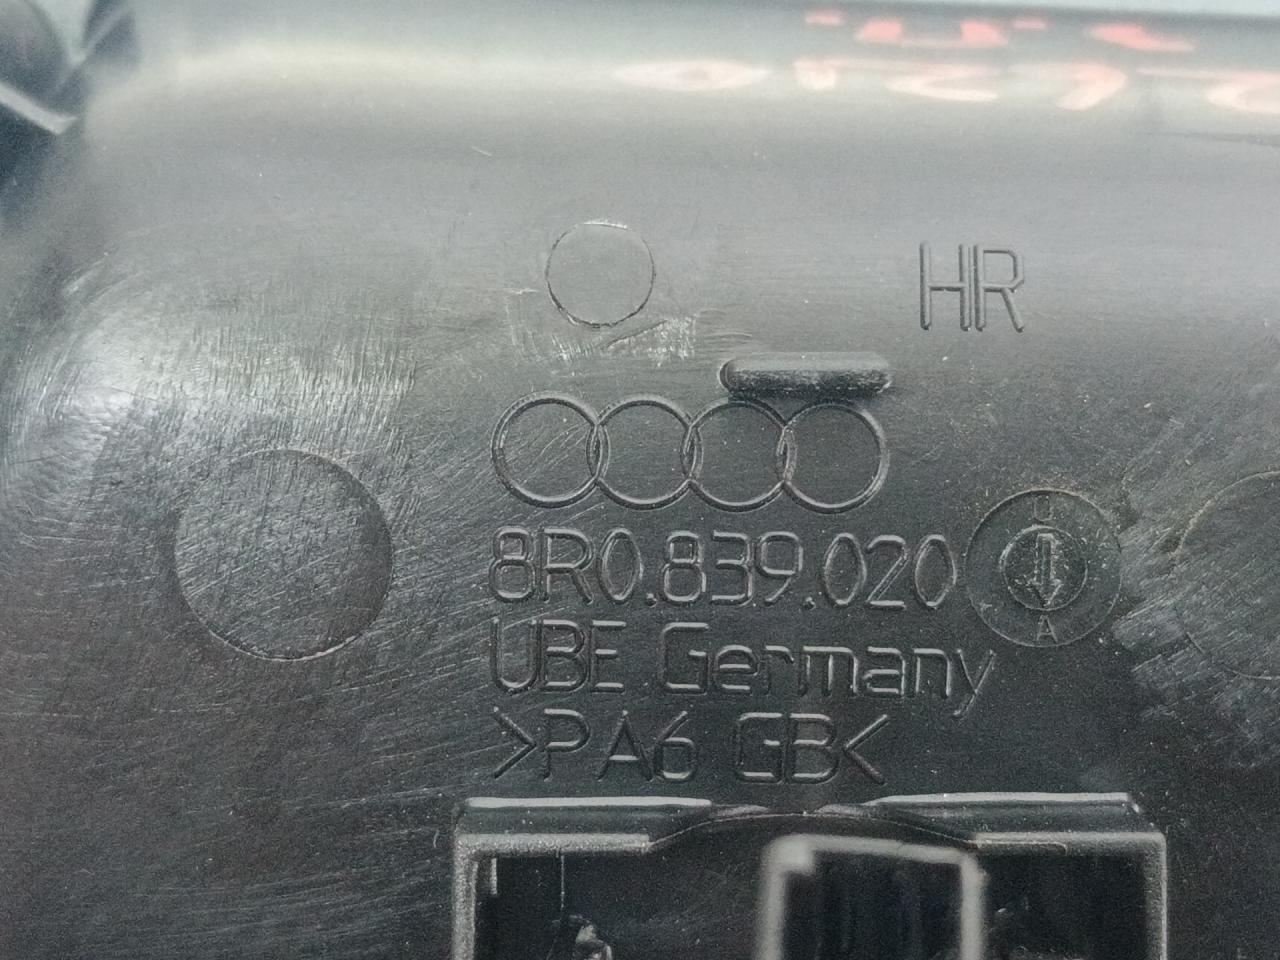 HR
8R0.839.020
UBE Germany
>PA6 GB<
A